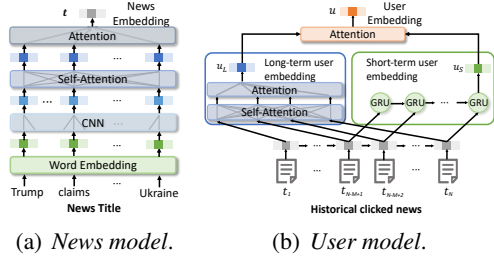 t News Embedding
Attention
...
Self-Attention
... ...
CNN
...
Word Embedding
Trump claims ... Ukraine
News Title
(a) News model.
u User Embedding
Attention
u_L Long-term user embedding
Attention
Self-Attention
Short-term user embedding u_S
GRU GRU ... GRU
... ...
t_1 ... t_{N-M+1} t_{N-M+2} ... t_N
Historical clicked news
(b) User model.